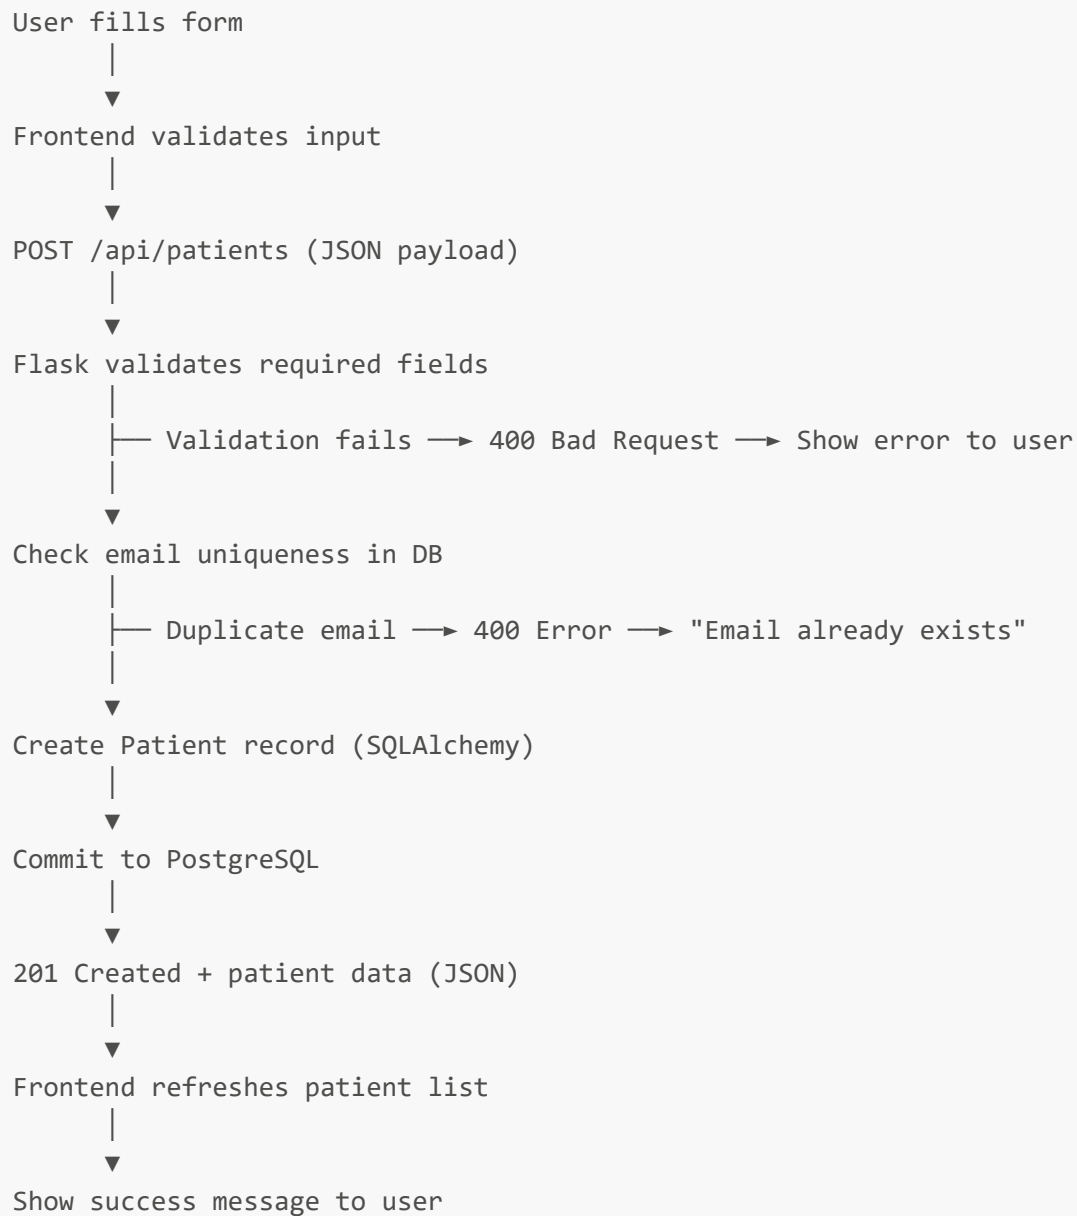 User fills form
│
▼
Frontend validates input
│
▼
POST /api/patients (JSON payload)
│
▼
Flask validates required fields
│
├── Validation fails ──► 400 Bad Request ──► Show error to user
│
▼
Check email uniqueness in DB
│
├── Duplicate email ──► 400 Error ──► "Email already exists"
│
▼
Create Patient record (SQLAlchemy)
│
▼
Commit to PostgreSQL
│
▼
201 Created + patient data (JSON)
│
▼
Frontend refreshes patient list
│
▼
Show success message to user